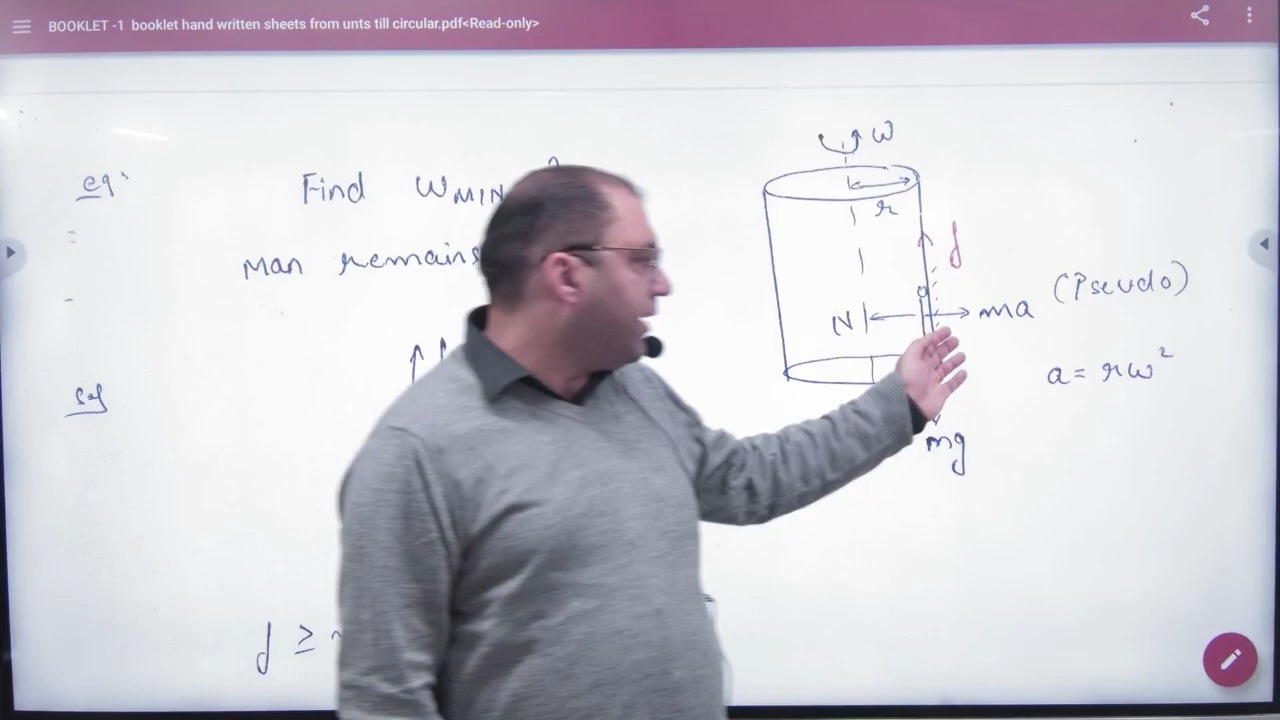 BOOKLET -1 booklet hand written sheets from unts till circular.pdf<Read-only>
eg:
Find ωMIN
Man remains
Sol
f ≥
ω
r
f
N
ma (Pseudo)
a = rω²
mg